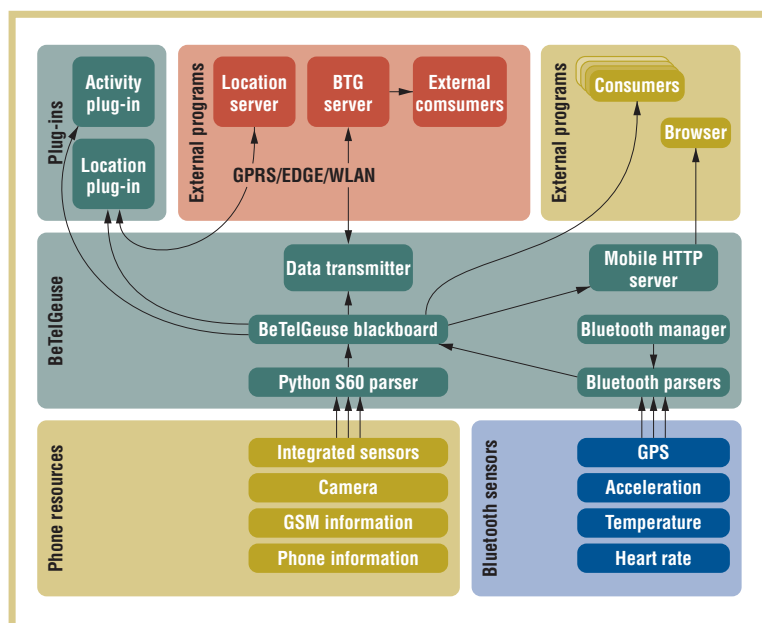 Plug-ins
Activity
plug-in
Location
plug-in
External programs
Location
server
BTG
server
External
comsumers
GPRS/EDGE/WLAN
External programs
Consumers
Browser
BeTelGeuse
Data transmitter
Mobile HTTP
server
BeTelGeuse blackboard
Bluetooth manager
Python S60 parser
Bluetooth parsers
Phone resources
Integrated sensors
Camera
GSM information
Phone information
Bluetooth sensors
GPS
Acceleration
Temperature
Heart rate